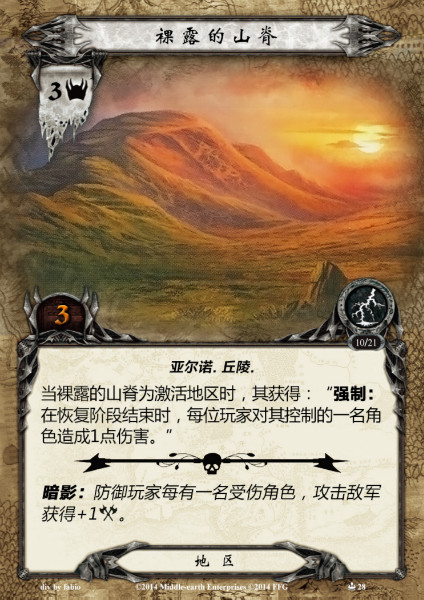 裸露的山脊
3
3
10/21
亚尔诺. 丘陵.
当裸露的山脊为激活地区时，其获得：“强制：
在恢复阶段结束时，每位玩家对其控制的一名角
色造成1点伤害。”
暗影：防御玩家每有一名受伤角色，攻击敌军
获得+1。
地区
diy by fabio ©2014 Middle-earth Enterprises ©2014 FFG 28